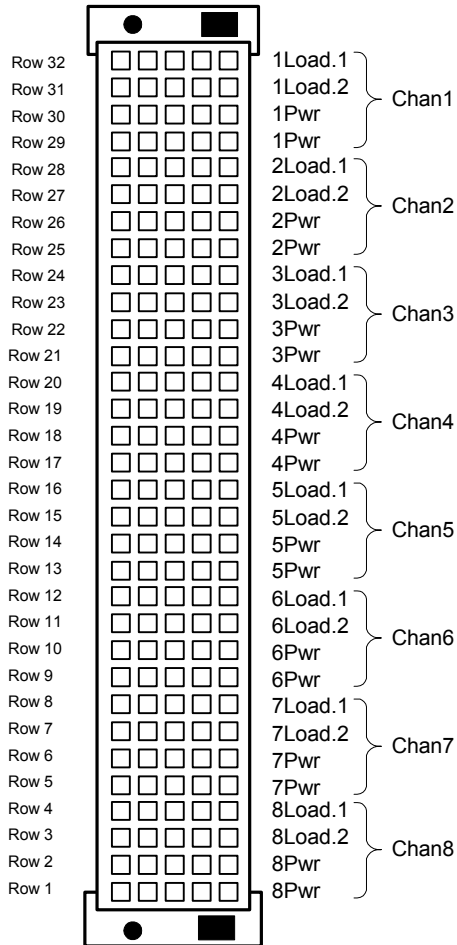 Row 32 1Load.1
Row 31 1Load.2 Chan1
Row 30 1Pwr
Row 29 1Pwr
Row 28 2Load.1
Row 27 2Load.2 Chan2
Row 26 2Pwr
Row 25 2Pwr
Row 24 3Load.1
Row 23 3Load.2 Chan3
Row 22 3Pwr
Row 21 3Pwr
Row 20 4Load.1
Row 19 4Load.2 Chan4
Row 18 4Pwr
Row 17 4Pwr
Row 16 5Load.1
Row 15 5Load.2 Chan5
Row 14 5Pwr
Row 13 5Pwr
Row 12 6Load.1
Row 11 6Load.2 Chan6
Row 10 6Pwr
Row 9 6Pwr
Row 8 7Load.1
Row 7 7Load.2 Chan7
Row 6 7Pwr
Row 5 7Pwr
Row 4 8Load.1
Row 3 8Load.2 Chan8
Row 2 8Pwr
Row 1 8Pwr